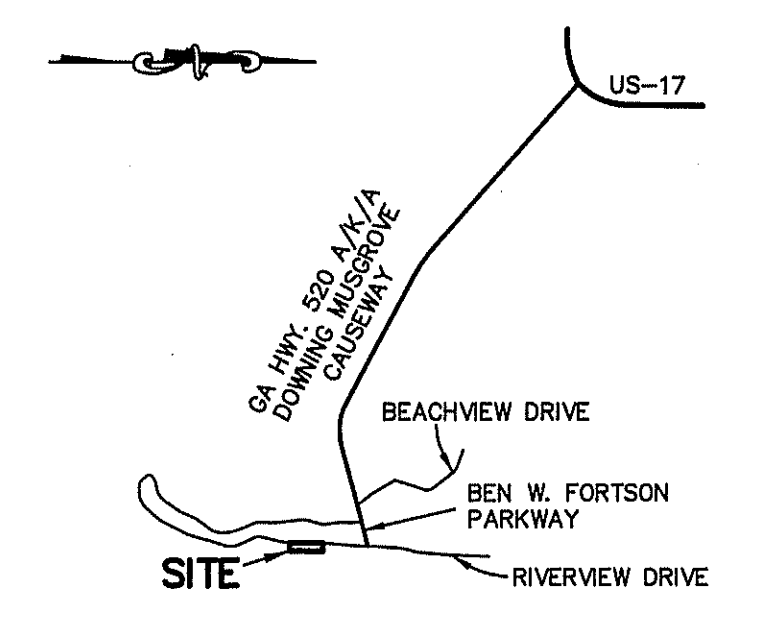 US-17
GA HWY. 520 A/K/A
DOWNING MUSGROVE
CAUSEWAY
BEACHVIEW DRIVE
BEN W. FORTSON
PARKWAY
SITE
RIVERVIEW DRIVE